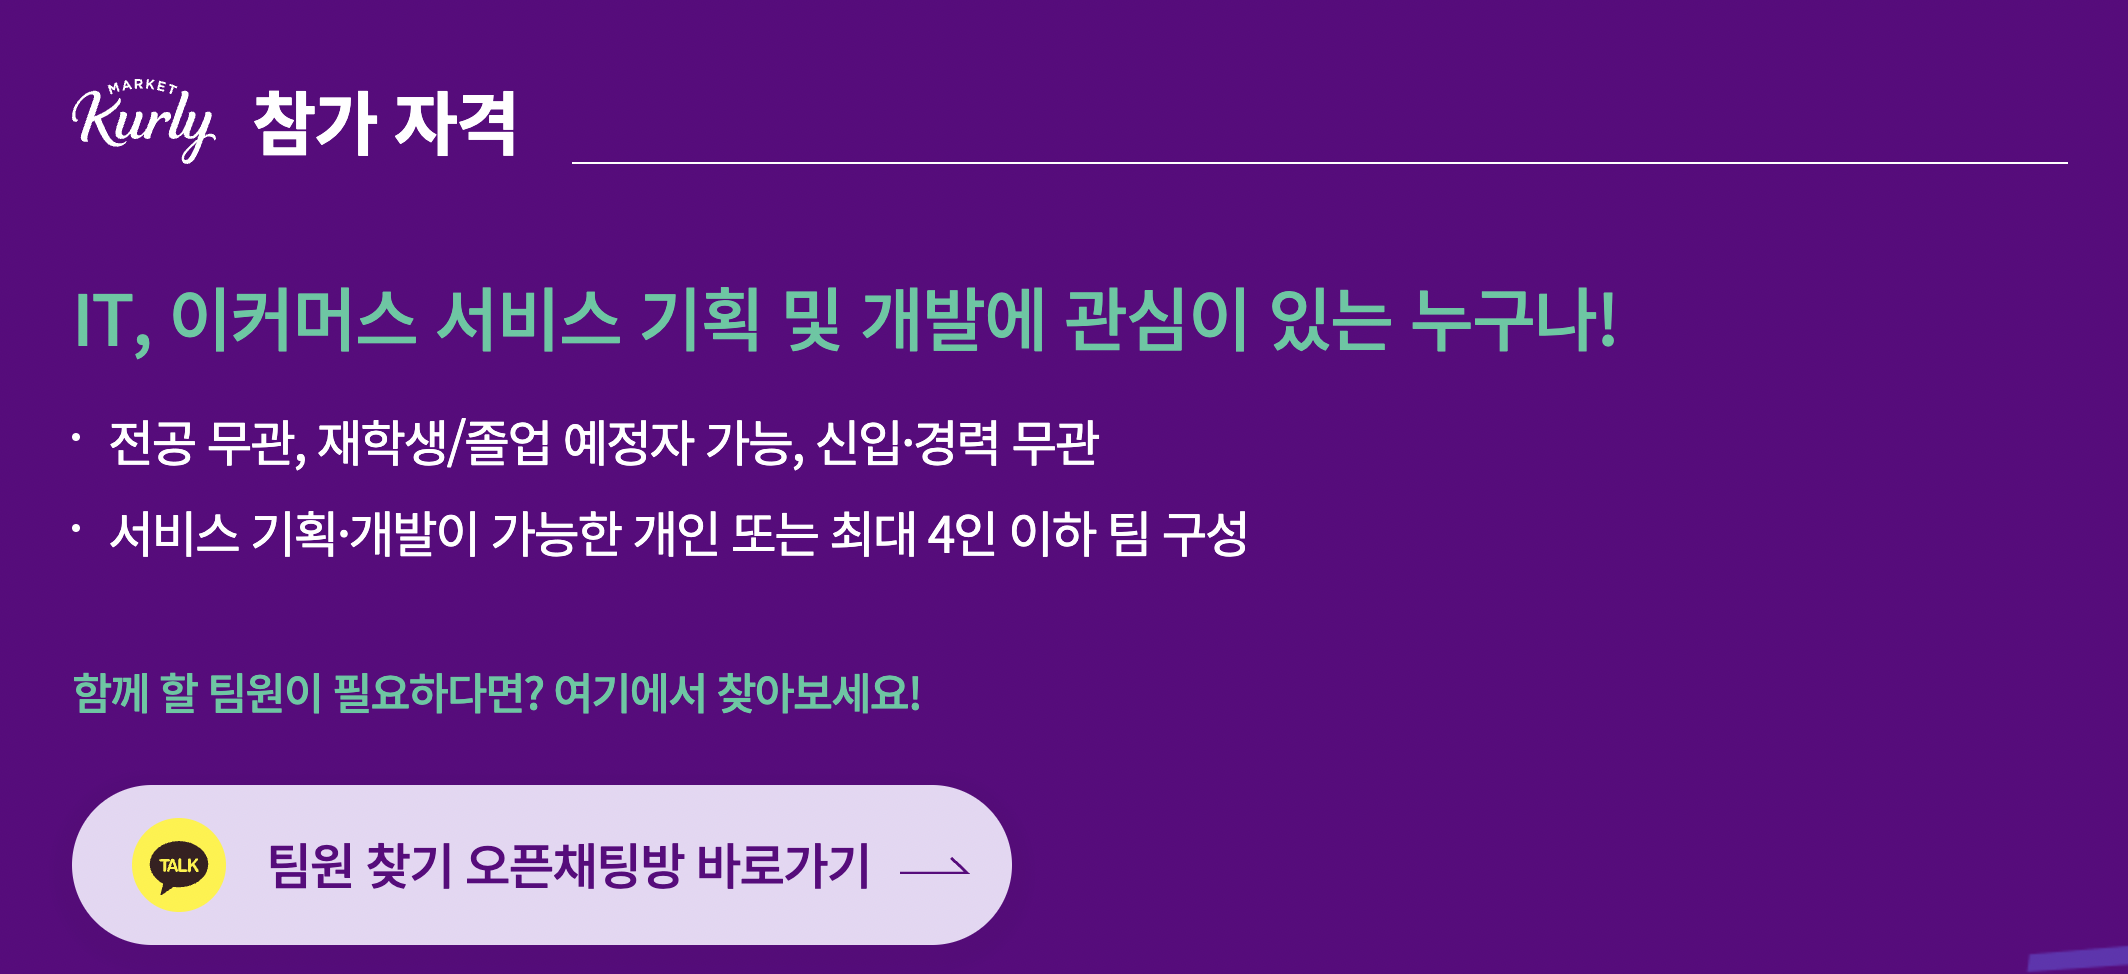 MARKET
Kurly 참가 자격
IT, 이커머스 서비스 기획 및 개발에 관심이 있는 누구나!
· 전공 무관, 재학생/졸업 예정자 가능, 신입·경력 무관
· 서비스 기획·개발이 가능한 개인 또는 최대 4인 이하 팀 구성
함께 할 팀원이 필요하다면? 여기에서 찾아보세요!
TALK 팀원 찾기 오픈채팅방 바로가기